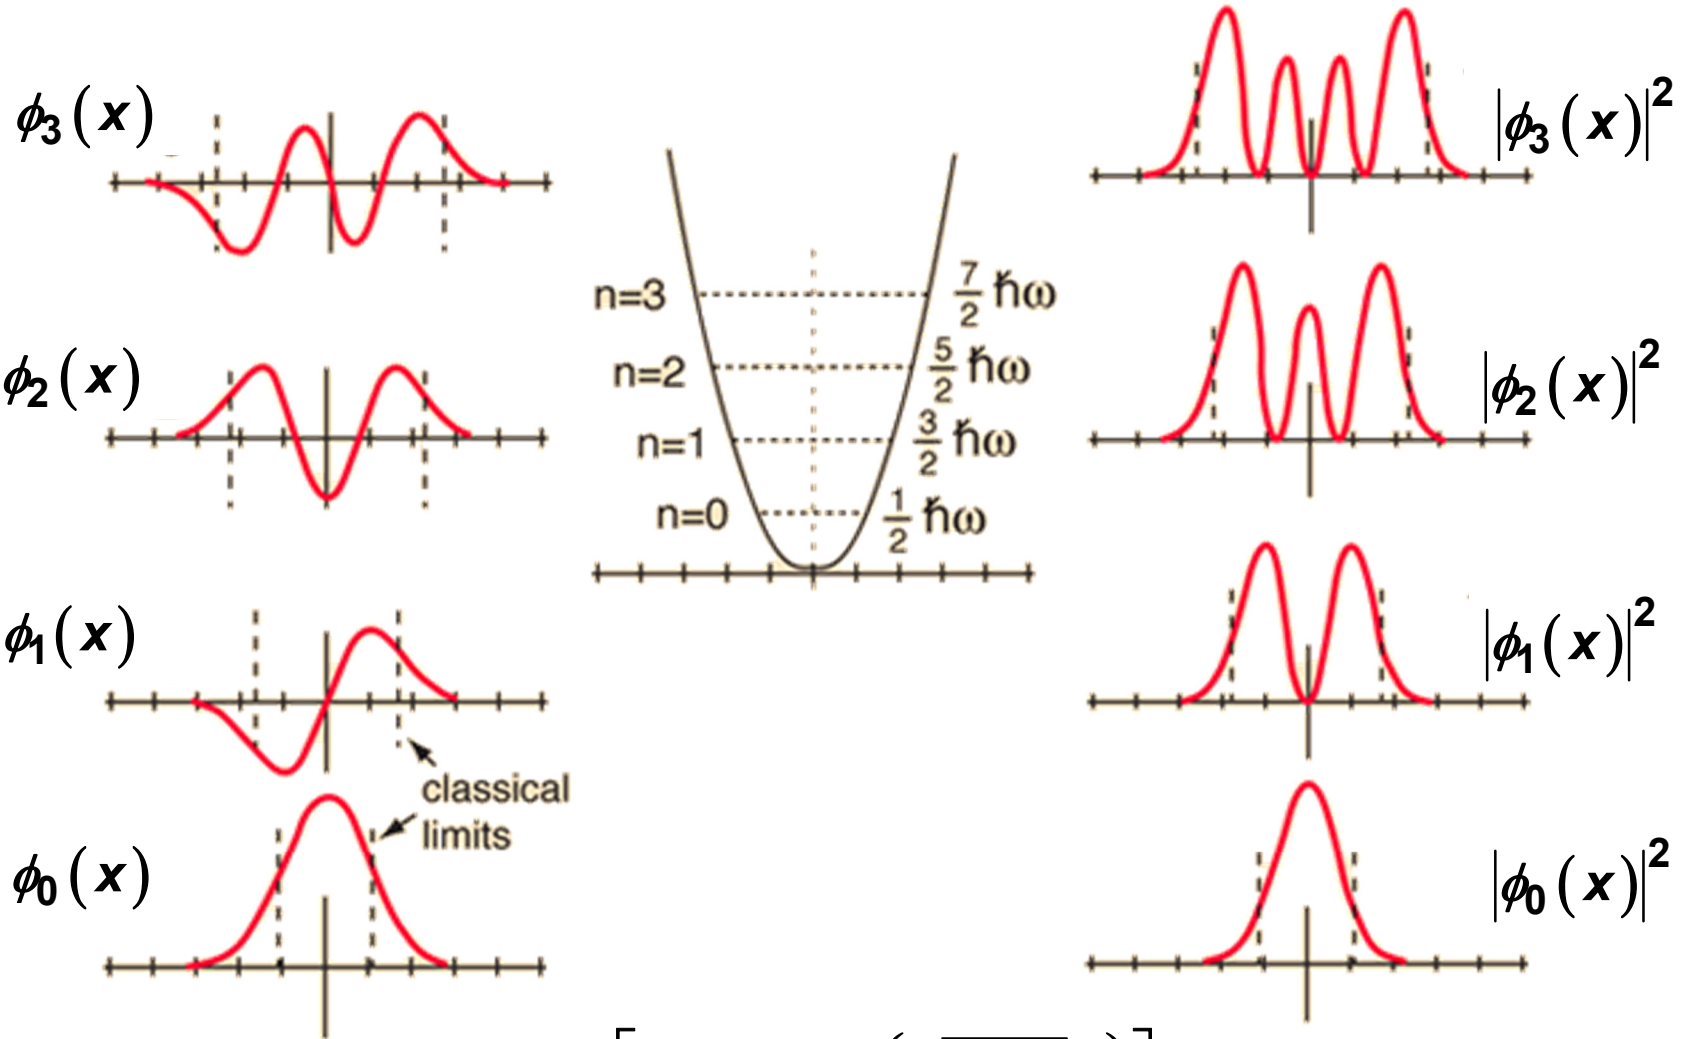 ϕ₃(x)
|ϕ₃(x)|²
n=3
7/2 ħω
ϕ₂(x)
n=2
5/2 ħω
|ϕ₂(x)|²
n=1
3/2 ħω
n=0
1/2 ħω
ϕ₁(x)
|ϕ₁(x)|²
classical
limits
ϕ₀(x)
|ϕ₀(x)|²